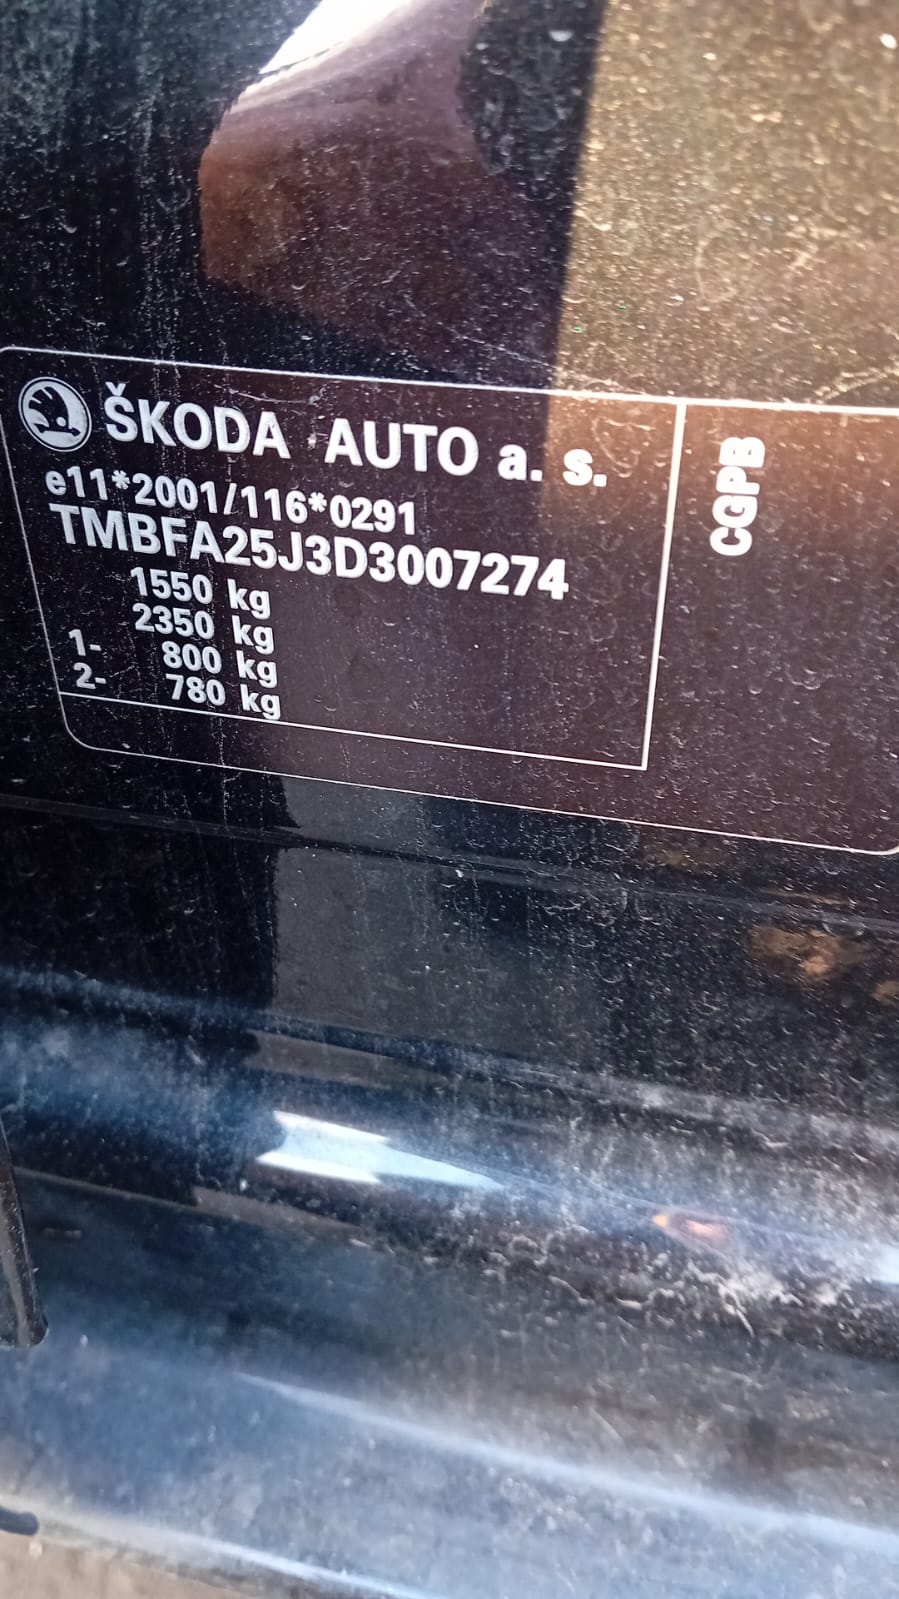 ŠKODA AUTO a. s.
e11*2001/116*0291
TMBFA25J3D3007274
1550 kg
2350 kg
1- 800 kg
2- 780 kg
CGPB